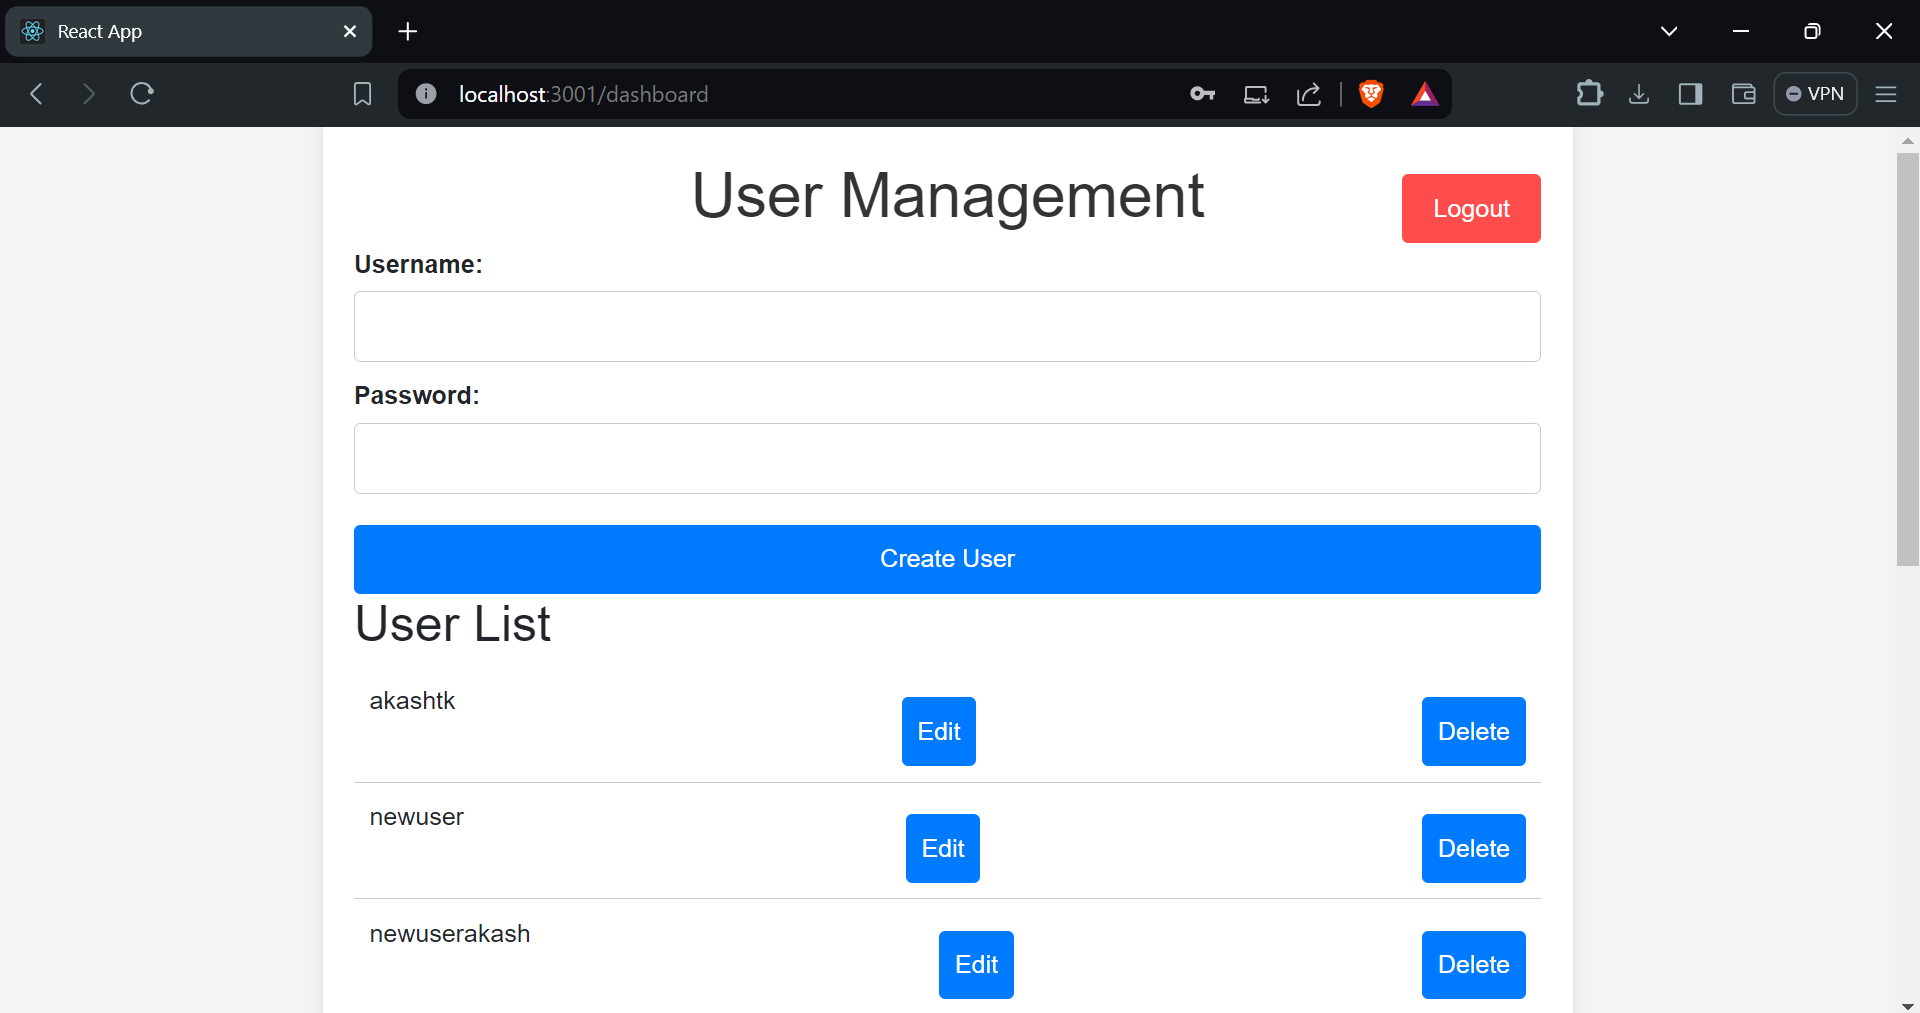 React App
localhost:3001/dashboard
VPN
User Management
Logout
Username:
Password:
Create User
User List
akashtk
Edit
Delete
newuser
Edit
Delete
newuserakash
Edit
Delete